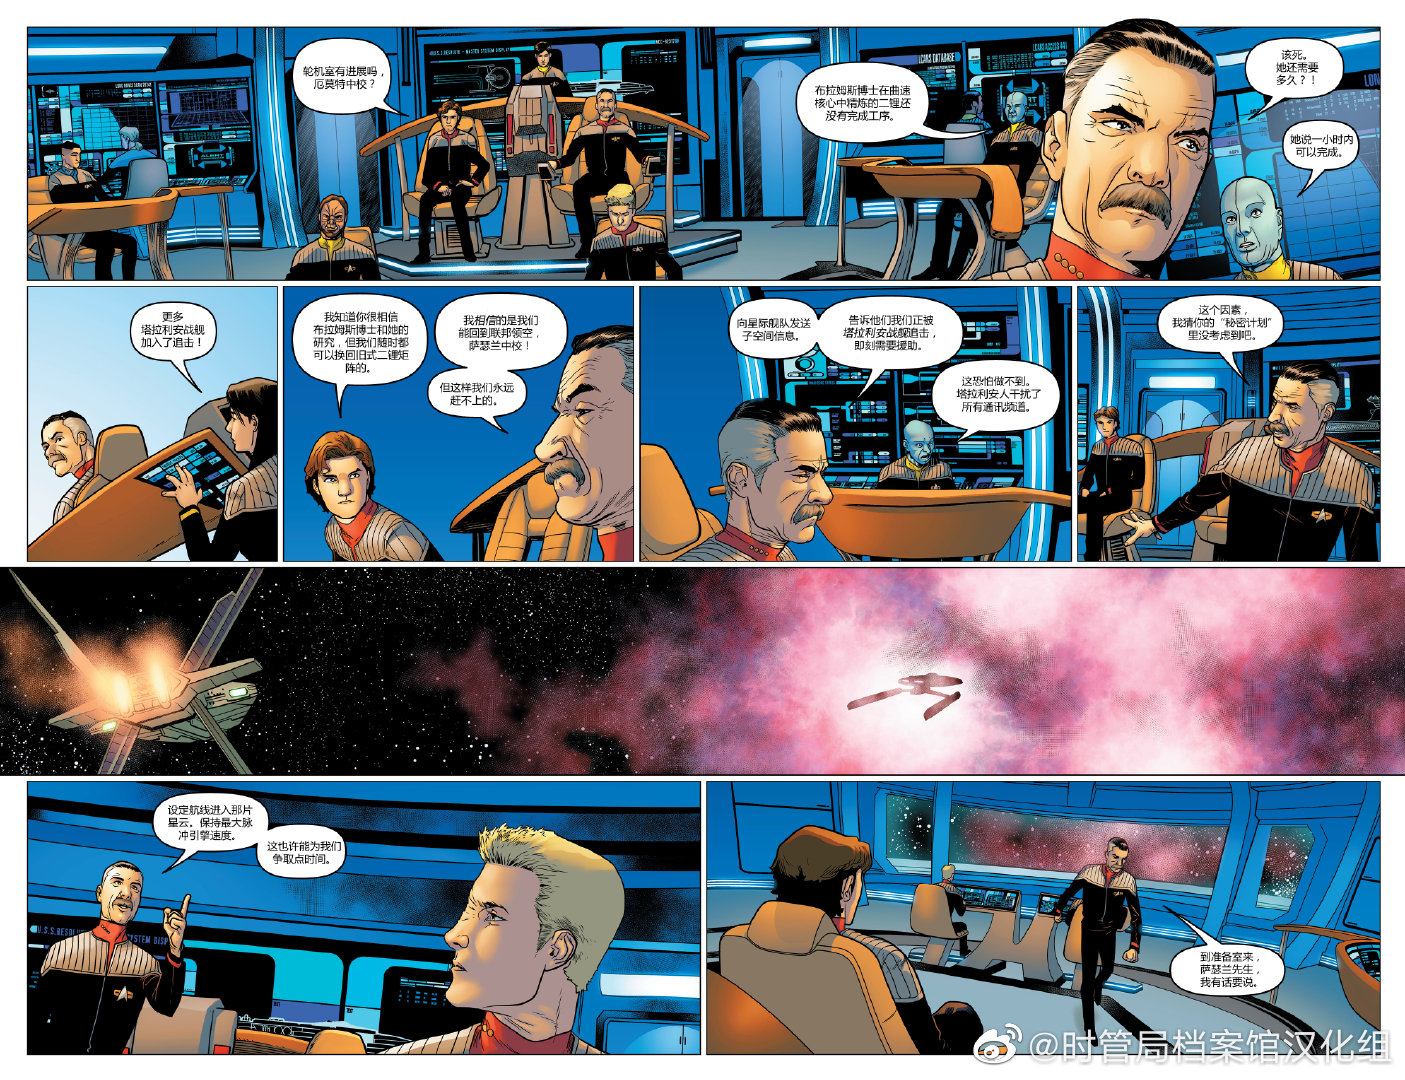 轮机室有进展吗，
厄莫特中校？
U.S.S.RESOLUTE - MASTER SYSTEM DISPLAY
ALERT
布拉姆斯博士在曲速
核心中精炼的二锂还
没有完成工序。
LCARS DATABASE
LCARS ACCESS 441
该死。
她还需要
多久？！
她说一小时内
可以完成。
更多
塔拉利安战舰
加入了追击！
我知道你很相信
布拉姆斯博士和她的
研究，但我们随时都
可以换回旧式二锂矩
阵的。
我相信的是我们
能回到联邦领空，
萨瑟兰中校！
但这样我们永远
赶不上的。
向星际舰队发送
子空间信息。
告诉他们我们正被
塔拉利安战舰追击，
即刻需要援助。
这恐怕做不到。
塔拉利安人干扰了
所有通讯频道。
这个因素，
我猜你的“秘密计划”
里没考虑到吧。
设定航线进入那片
星云。保持最大脉
冲引擎速度。
这也许能为我们
争取点时间。
到准备室来，
萨瑟兰先生，
我有话要说。
@时管局档案馆汉化组